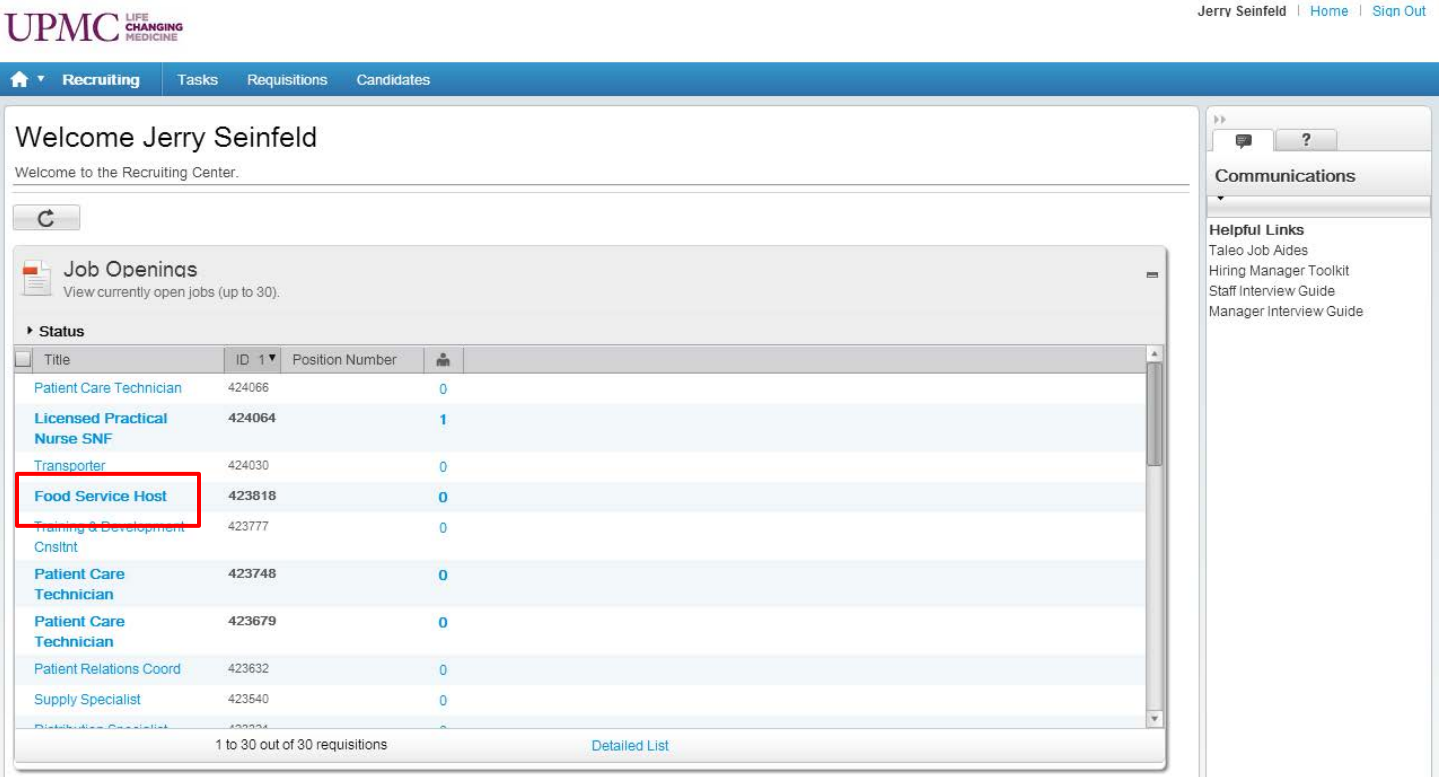 UPMC LIFE
CHANGING
MEDICINE
Jerry Seinfeld | Home | Sign Out
Recruiting Tasks Requisitions Candidates
Welcome Jerry Seinfeld
Welcome to the Recruiting Center.
Job Openings
View currently open jobs (up to 30).
Status
Title ID 1 Position Number
Patient Care Technician 424066 0
Licensed Practical 424064 1
Nurse SNF
Transporter 424030 0
Food Service Host 423818 0
Training & Development 423777 0
Cnsltnt
Patient Care 423748 0
Technician
Patient Care 423679 0
Technician
Patient Relations Coord 423632 0
Supply Specialist 423540 0
Distribution Specialist
1 to 30 out of 30 requisitions Detailed List
?
Communications
Helpful Links
Taleo Job Aides
Hiring Manager Toolkit
Staff Interview Guide
Manager Interview Guide